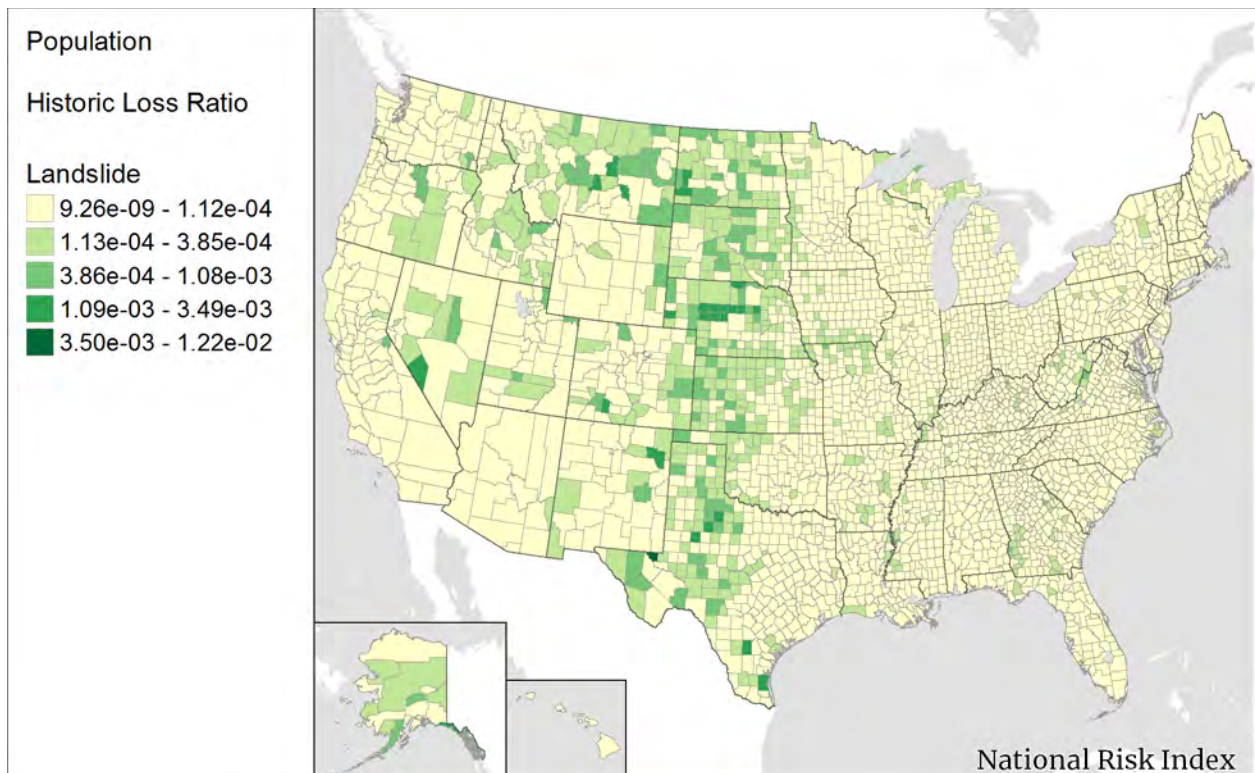 Population
Historic Loss Ratio
Landslide
9.26e-09 - 1.12e-04
1.13e-04 - 3.85e-04
3.86e-04 - 1.08e-03
1.09e-03 - 3.49e-03
3.50e-03 - 1.22e-02
National Risk Index